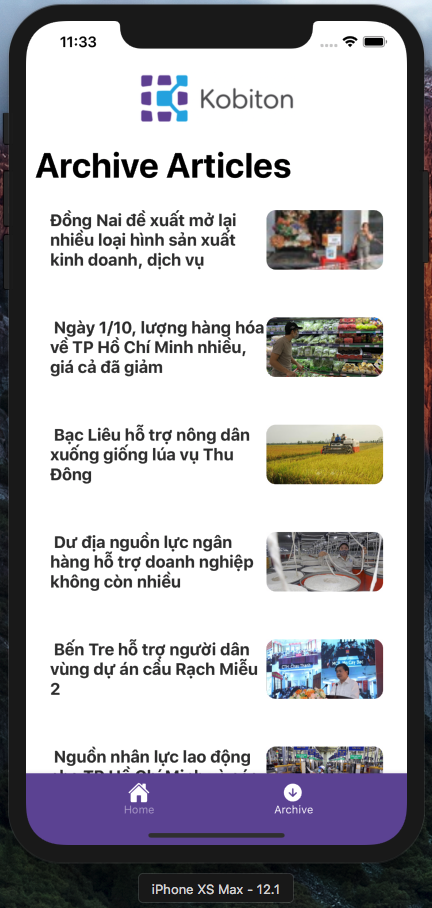 11:33
Kobiton
Archive Articles
Đồng Nai đề xuất mở lại
nhiều loại hình sản xuất
kinh doanh, dịch vụ
Ngày 1/10, lượng hàng hóa
về TP Hồ Chí Minh nhiều,
giá cả đã giảm
Bạc Liêu hỗ trợ nông dân
xuống giống lúa vụ Thu
Đông
Dư địa nguồn lực ngân
hàng hỗ trợ doanh nghiệp
không còn nhiều
Bến Tre hỗ trợ người dân
vùng dự án cầu Rạch Miễu
2
Nguồn nhân lực lao động
Home
Archive
iPhone XS Max - 12.1